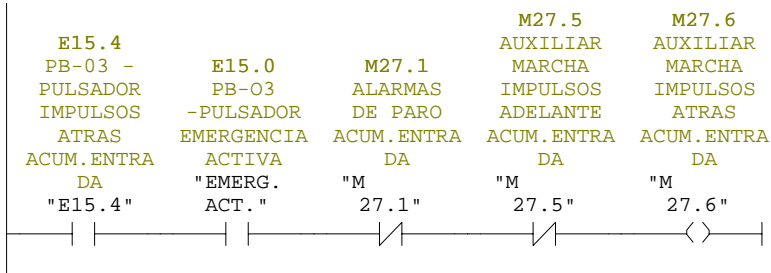 E15.4
PB-03 -
PULSADOR
IMPULSOS
ATRAS
ACUM.ENTRA
DA
"E15.4"
E15.0
PB-O3
-PULSADOR
EMERGENCIA
ACTIVA
"EMERG.
ACT."
M27.1
ALARMAS
DE PARO
ACUM.ENTRA
DA
"M
27.1"
M27.5
AUXILIAR
MARCHA
IMPULSOS
ADELANTE
ACUM.ENTRA
DA
"M
27.5"
M27.6
AUXILIAR
MARCHA
IMPULSOS
ATRAS
ACUM.ENTRA
DA
"M
27.6"